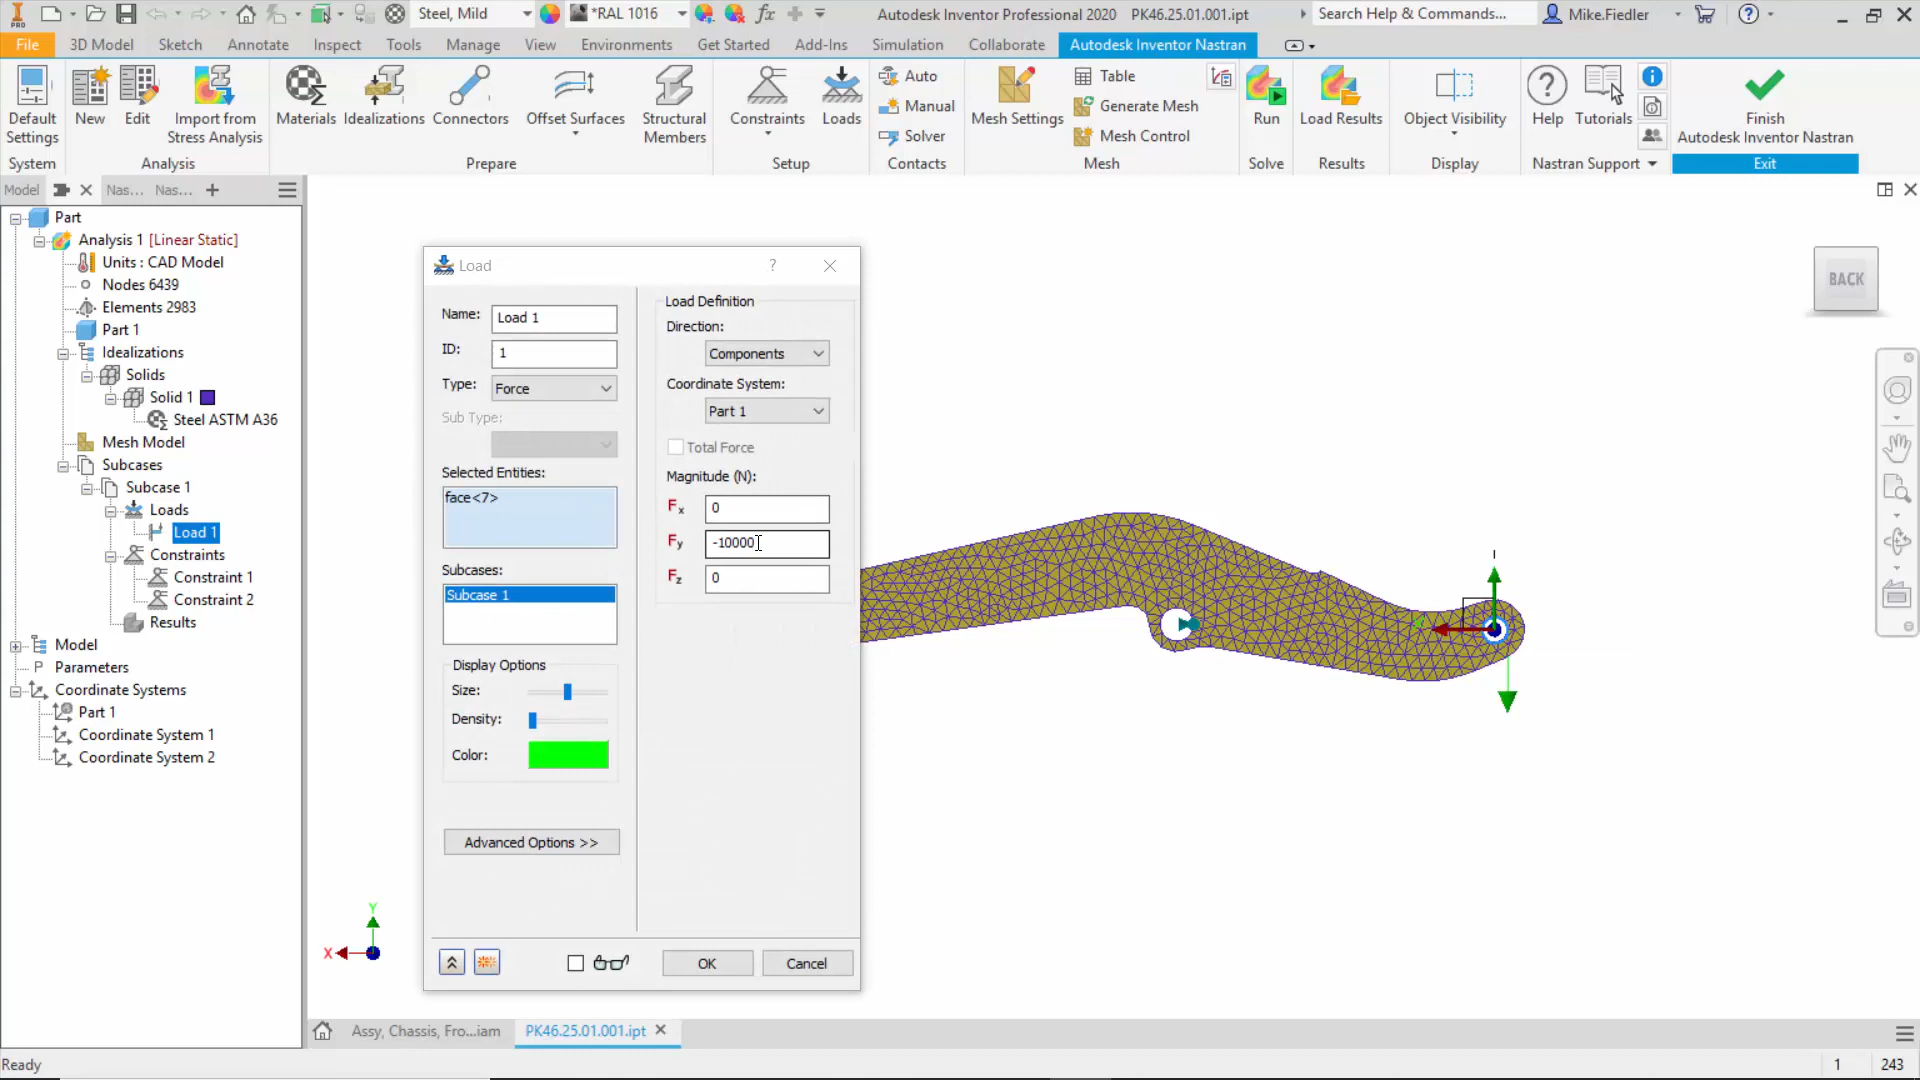 PRO
Steel, Mild
*RAL 1016
fx
Autodesk Inventor Professional 2020 PK46.25.01.001.ipt
Search Help & Commands...
Mike.Fiedler
File
3D Model
Sketch
Annotate
Inspect
Tools
Manage
View
Environments
Get Started
Add-Ins
Simulation
Collaborate
Autodesk Inventor Nastran
Default Settings
New
Edit
Import from Stress Analysis
Materials
Idealizations
Connectors
Offset Surfaces
Structural Members
Constraints
Loads
Auto
Manual
Solver
Mesh Settings
Table
Generate Mesh
Mesh Control
Run
Load Results
Object Visibility
Help
Tutorials
Finish
Autodesk Inventor Nastran
System
Analysis
Prepare
Setup
Contacts
Mesh
Solve
Results
Display
Nastran Support
Exit
Model
Nas...
Nas...
Part
Analysis 1 [Linear Static]
Units : CAD Model
Nodes 6439
Elements 2983
Part 1
Idealizations
Solids
Solid 1
Steel ASTM A36
Mesh Model
Subcases
Subcase 1
Loads
Load 1
Constraints
Constraint 1
Constraint 2
Results
Model
Parameters
Coordinate Systems
Part 1
Coordinate System 1
Coordinate System 2
Load
?
Name:
Load 1
ID:
1
Type:
Force
Sub Type:
Selected Entities:
face<7>
Subcases:
Subcase 1
Display Options
Size:
Density:
Color:
Advanced Options >>
Load Definition
Direction:
Components
Coordinate System:
Part 1
Total Force
Magnitude (N):
Fx
0
Fy
-10000
Fz
0
OK
Cancel
BACK
Y
X
Assy, Chassis, Fro...iam
PK46.25.01.001.ipt
Ready
1
243